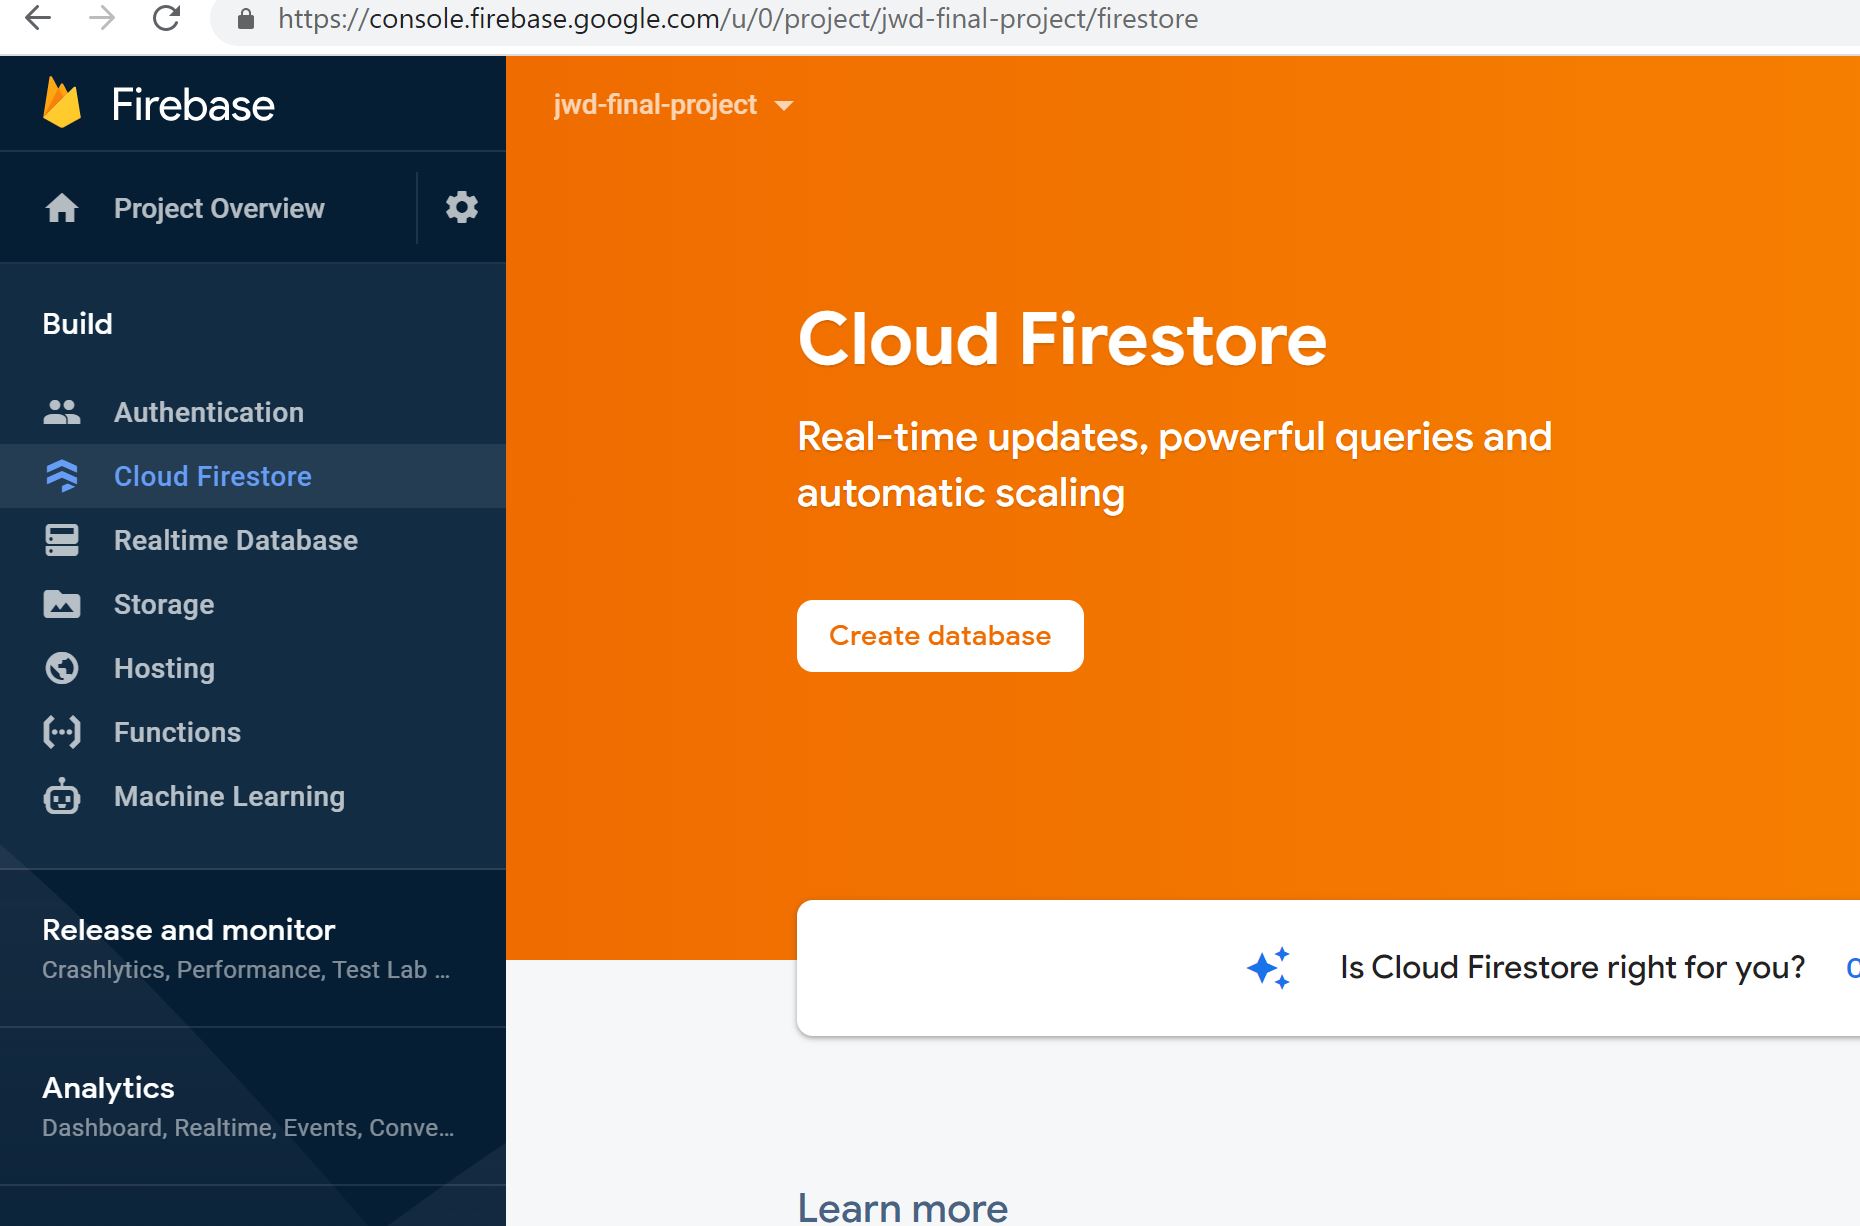 https://console.firebase.google.com/u/0/project/jwd-final-project/firestore
Firebase
jwd-final-project
Project Overview
Build
Authentication
Cloud Firestore
Realtime Database
Storage
Hosting
Functions
Machine Learning
Release and monitor
Crashlytics, Performance, Test Lab ...
Analytics
Dashboard, Realtime, Events, Conve...
Cloud Firestore
Real-time updates, powerful queries and
automatic scaling
Create database
Is Cloud Firestore right for you?
Learn more